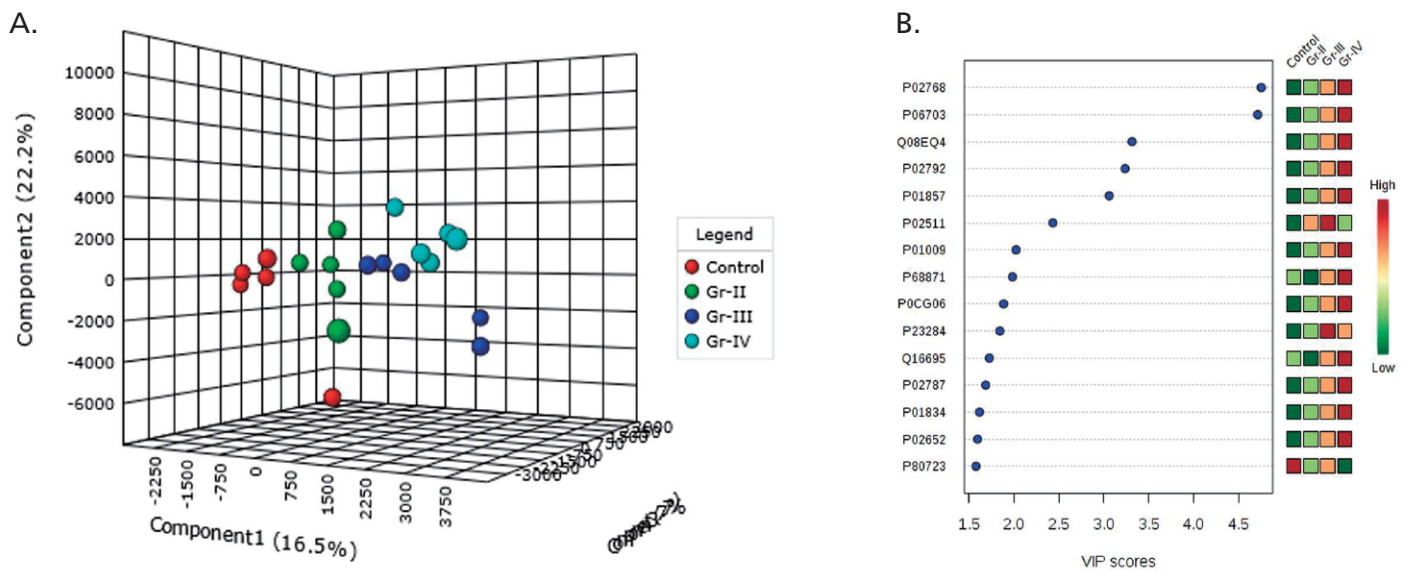 A.
10000
8000
6000
4000
2000
0
-2000
-4000
-6000
Component2 (22.2%)
-2250
-1500
-750
0
750
1500
2250
3000
3750
Component1 (16.5%)
-3000
Legend
Control
Gr-II
Gr-III
Gr-IV
B.
Control
Gr-II
Gr-III
Gr-IV
P02768
P06703
Q08EQ4
P02792
P01857
P02511
P01009
P68871
P0CG06
P23284
Q16695
P02787
P01834
P02652
P80723
High
Low
1.5 2.0 2.5 3.0 3.5 4.0 4.5
VIP scores